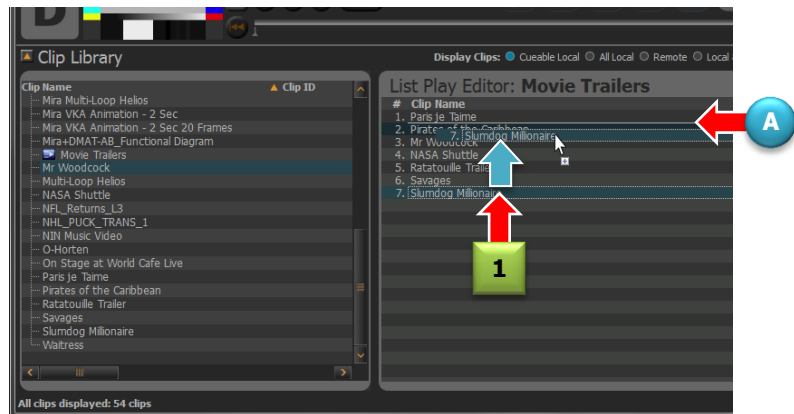 D
Clip Library
Display Clips: Cueable Local All Local Remote Local
Clip Name Clip ID
Mira Multi-Loop Helios
Mira VKA Animation - 2 Sec
Mira VKA Animation - 2 Sec 20 Frames
Mira+DMAT-AB_Functional Diagram
Movie Trailers
Mr Woodcock
Multi-Loop Helios
NASA Shuttle
NFL_Returns_L3
NHL_PUCK_TRANS_1
NIN Music Video
O-Horten
On Stage at World Cafe Live
Paris je Taime
Pirates of the Caribbean
Ratatouille Trailer
Savages
Slumdog Millionaire
Waitress
All clips displayed: 54 clips
List Play Editor: Movie Trailers
# Clip Name
1. Paris je Taime
2. Pirates of the Caribbean
7. Slumdog Millionaire
3. Mr Woodcock
4. NASA Shuttle
5. Ratatouille Traile
6. Savages
7. Slumdog Millionaire
A
1